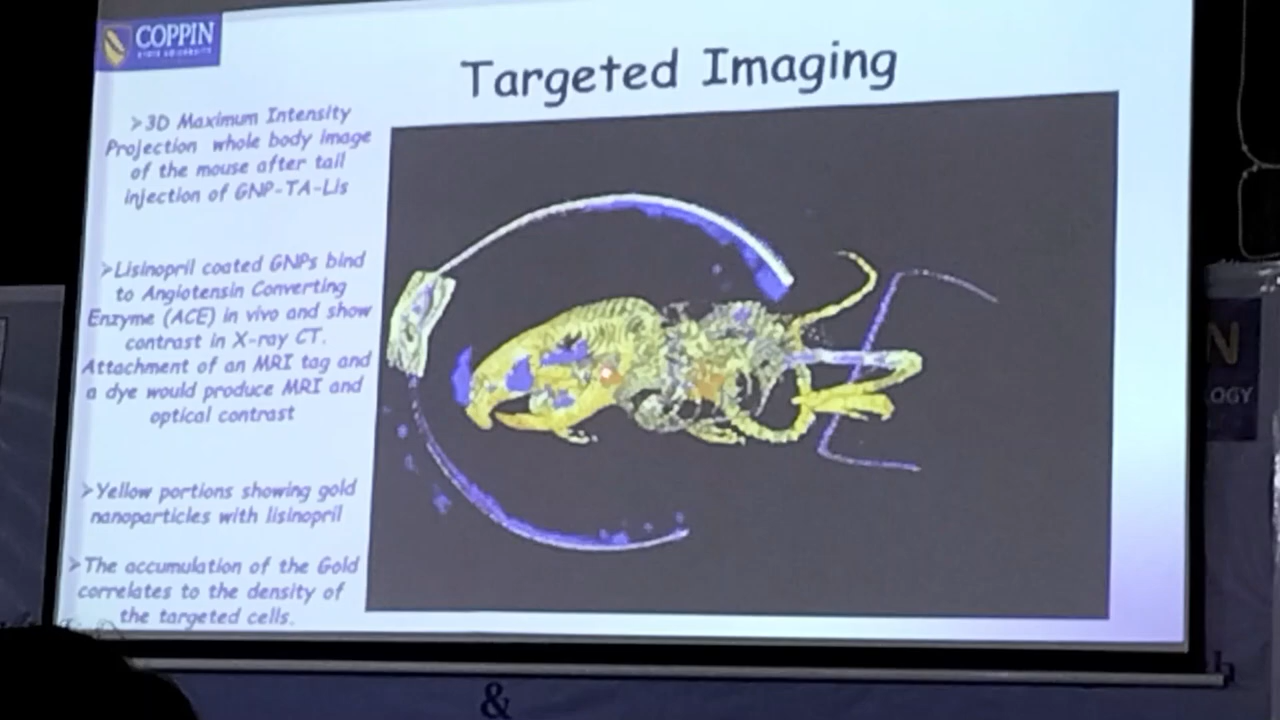 COPPIN
STATE UNIVERSITY
Targeted Imaging
➢3D Maximum Intensity
Projection whole body image
of the mouse after tail
injection of GNP-TA-Lis
➢Lisinopril coated GNPs bind
to Angiotensin Converting
Enzyme (ACE) in vivo and show
contrast in X-ray CT.
Attachment of an MRI tag and
a dye would produce MRI and
optical contrast
➢Yellow portions showing gold
nanoparticles with lisinopril
➢The accumulation of the Gold
correlates to the density of
the targeted cells.
N
OGY
&